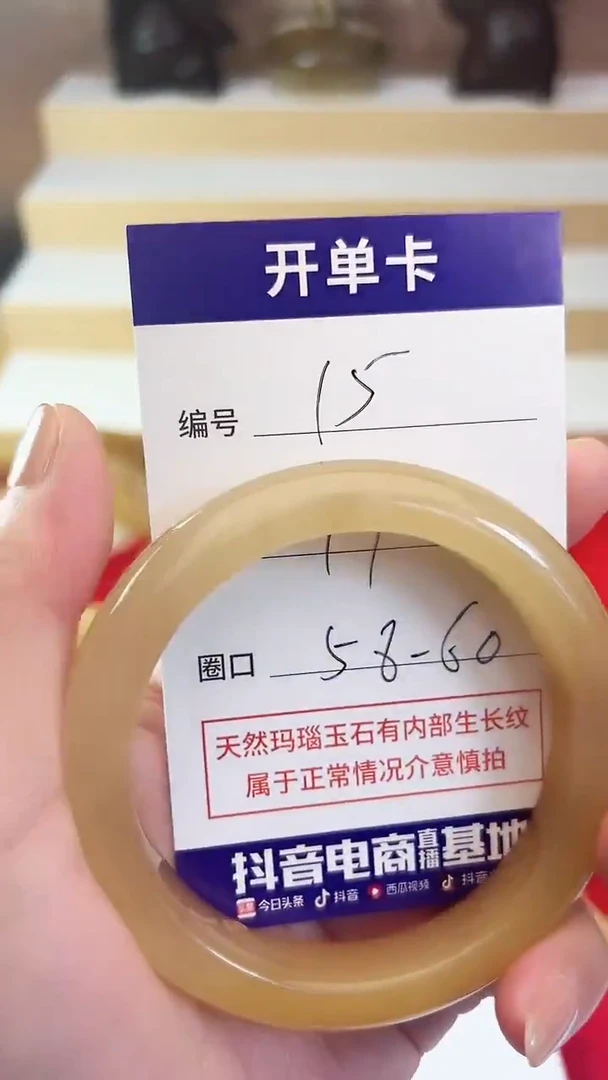 开单卡
编号 15
圈口 58-60
天然玛瑙玉石有内部生长纹
属于正常情况介意慎拍
抖音电商直播基地
今日头条 抖音 西瓜视频 抖音